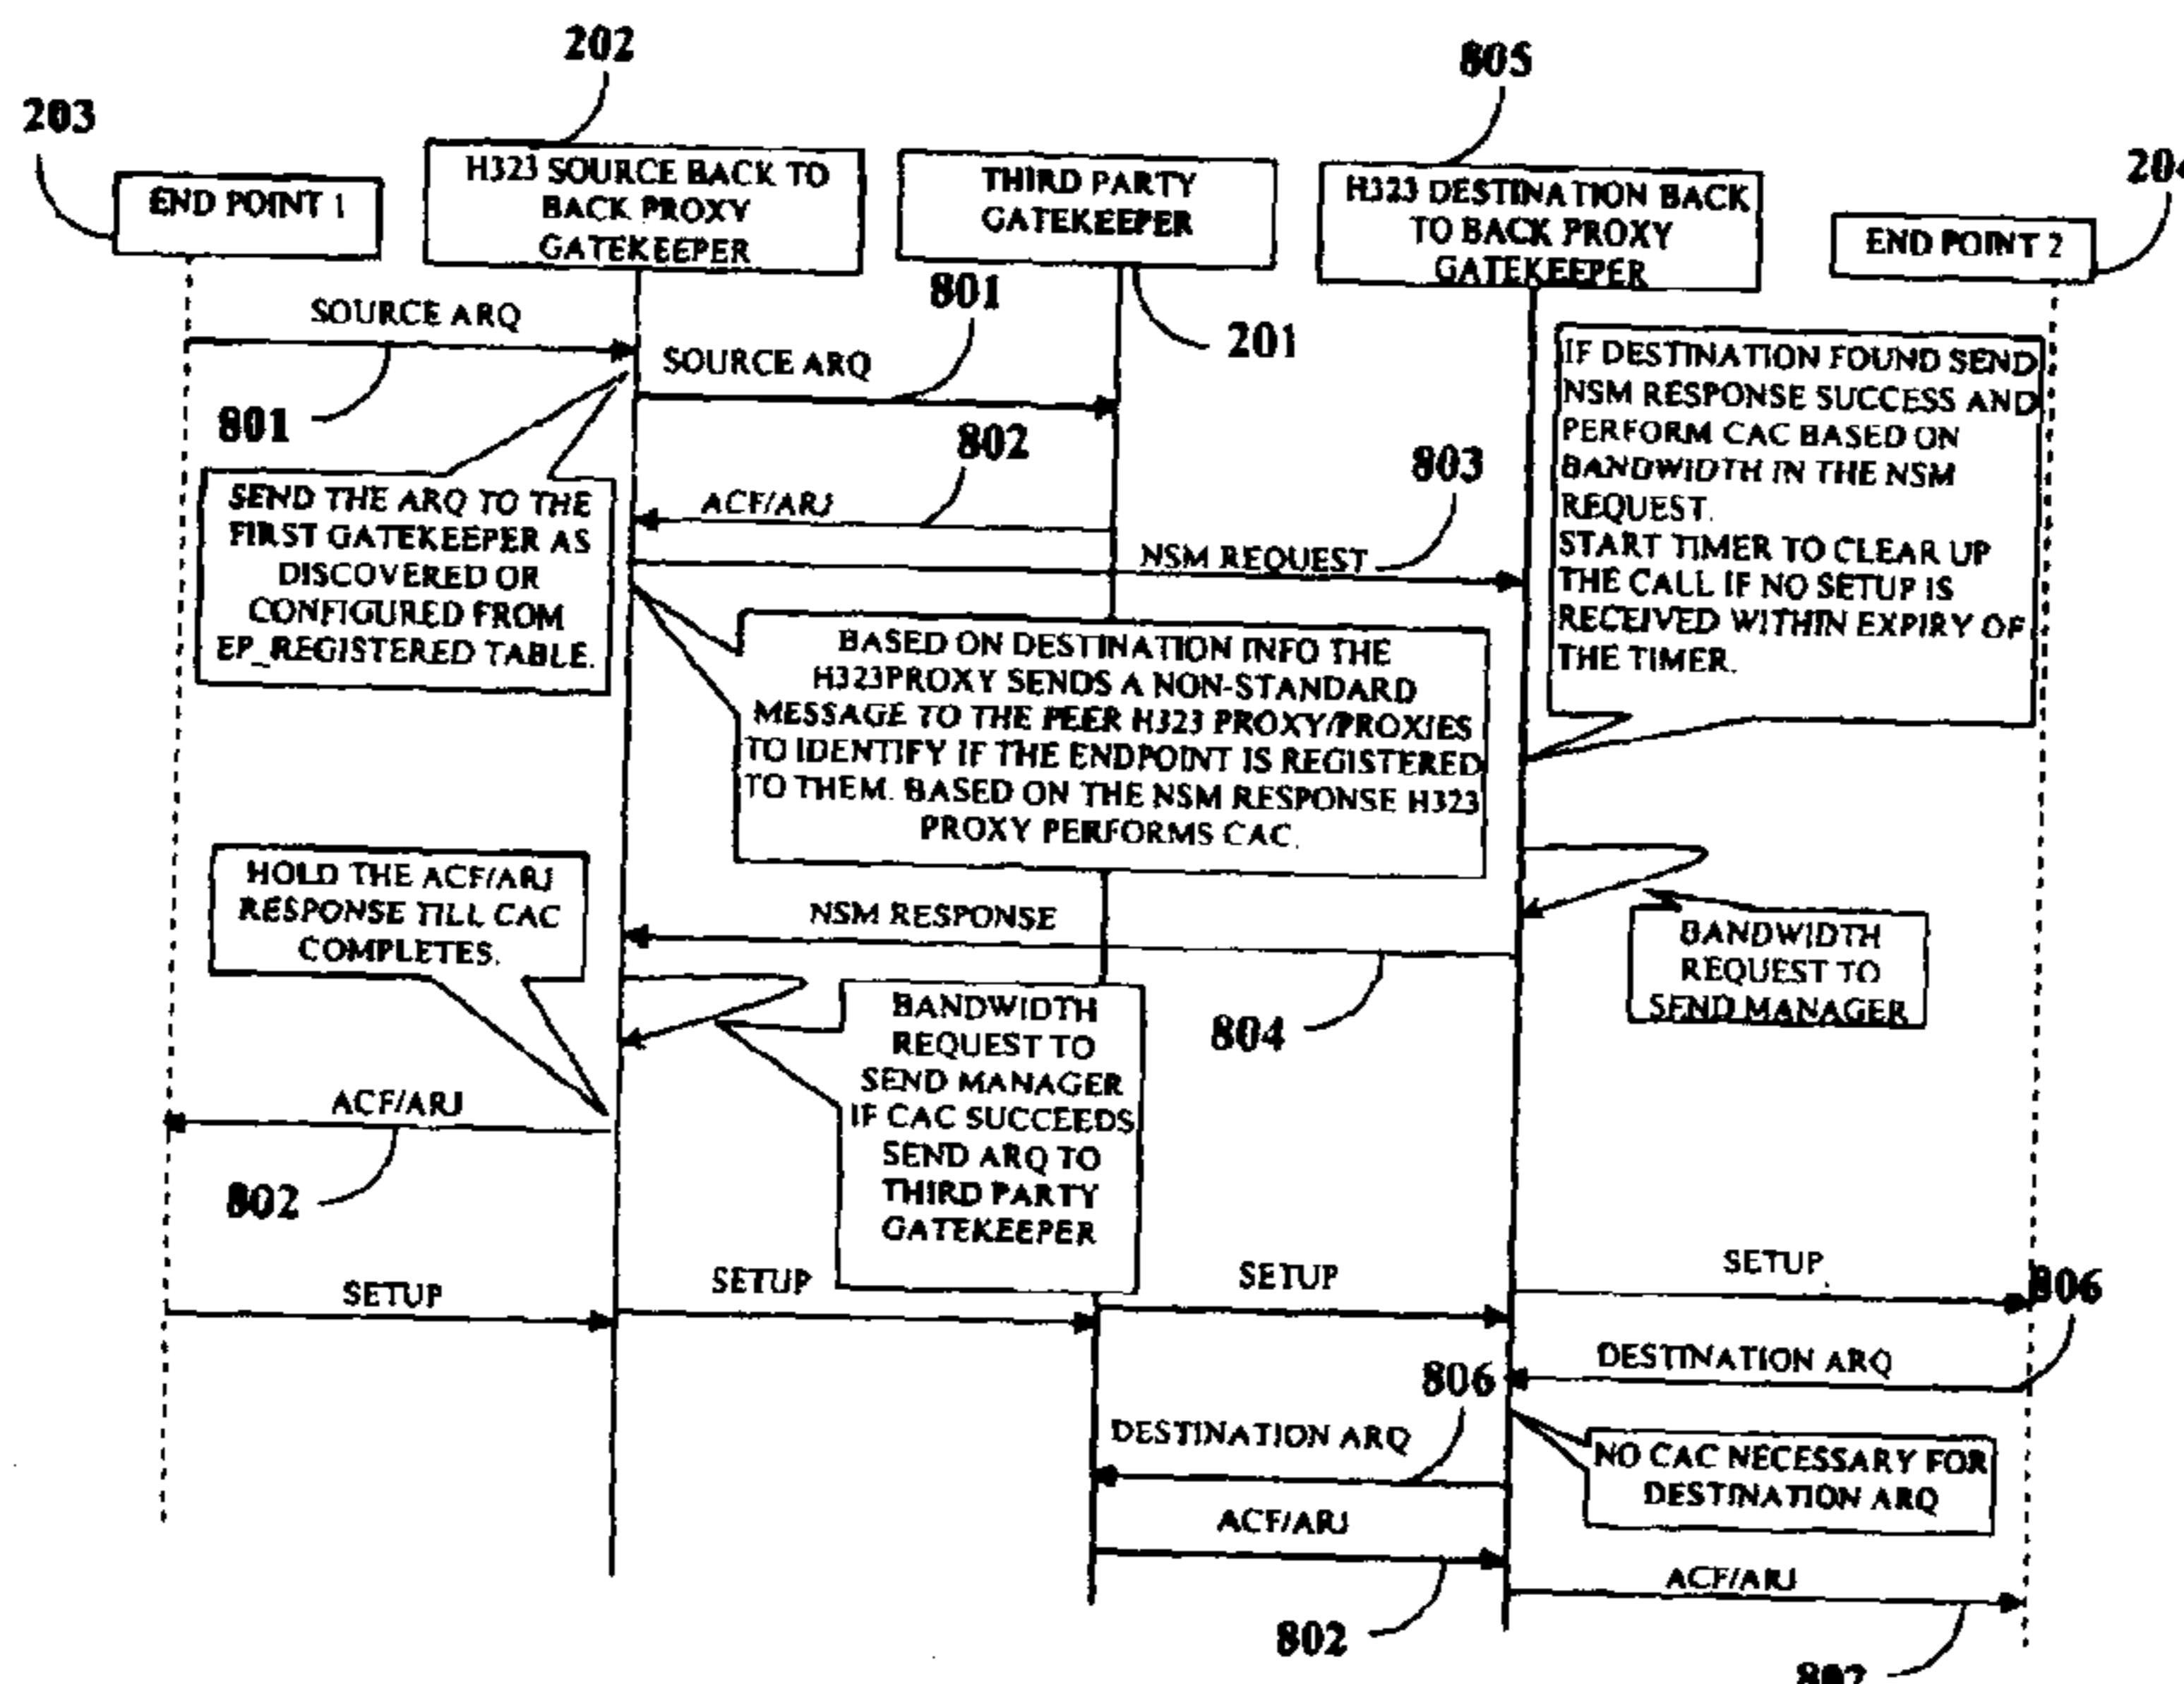 202
805
203
204
END POINT 1
H323 SOURCE BACK TO
BACK PROXY
GATEKEEPER
THIRD PARTY
GATEKEEPER
H323 DESTINATION BACK
TO BACK PROXY
GATEKEEPER
END POINT 2
801
201
SOURCE ARQ
SOURCE ARQ
801
802
803
IF DESTINATION FOUND SEND
NSM RESPONSE SUCCESS AND
PERFORM CAC BASED ON
BANDWIDTH IN THE NSM
REQUEST.
START TIMER TO CLEAR UP
THE CALL IF NO SETUP IS
RECEIVED WITHIN EXPIRY OF
THE TIMER.
SEND THE ARQ TO THE
FIRST GATEKEEPER AS
DISCOVERED OR
CONFIGURED FROM
EP_REGISTERED TABLE.
ACF/ARJ
NSM REQUEST
BASED ON DESTINATION INFO THE
H323PROXY SENDS A NON-STANDARD
MESSAGE TO THE PEER H323 PROXY/PROXIES
TO IDENTIFY IF THE ENDPOINT IS REGISTERED
TO THEM. BASED ON THE NSM RESPONSE H323
PROXY PERFORMS CAC.
HOLD THE ACF/ARJ
RESPONSE TILL CAC
COMPLETES.
NSM RESPONSE
BANDWIDTH
REQUEST TO
SEND MANAGER
804
BANDWIDTH
REQUEST TO
SEND MANAGER
IF CAC SUCCEEDS
SEND ARQ TO
THIRD PARTY
GATEKEEPER
ACF/ARJ
802
SETUP
SETUP
SETUP
SETUP
806
DESTINATION ARQ
806
DESTINATION ARQ
NO CAC NECESSARY FOR
DESTINATION ARQ
ACF/ARJ
ACF/ARJ
802